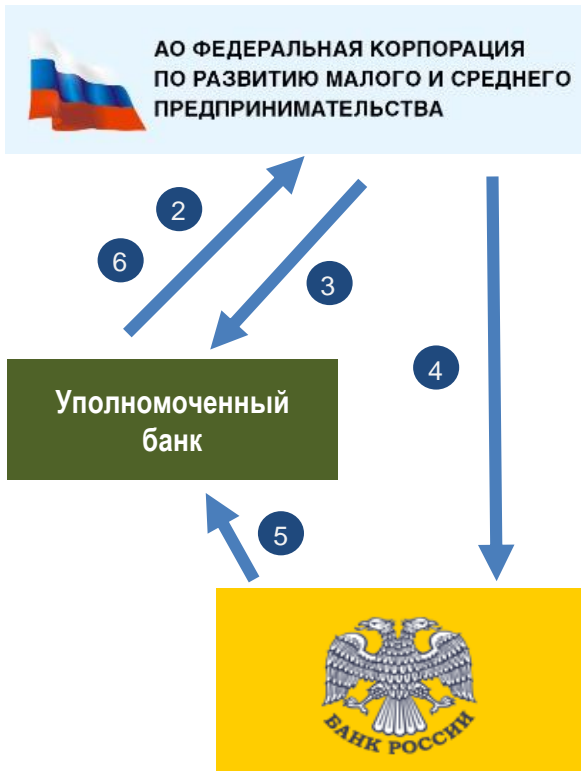 АО ФЕДЕРАЛЬНАЯ КОРПОРАЦИЯ
ПО РАЗВИТИЮ МАЛОГО И СРЕДНЕГО
ПРЕДПРИНИМАТЕЛЬСТВА
2
6
3
4
Уполномоченный
банк
5
БАНК РОССИИ